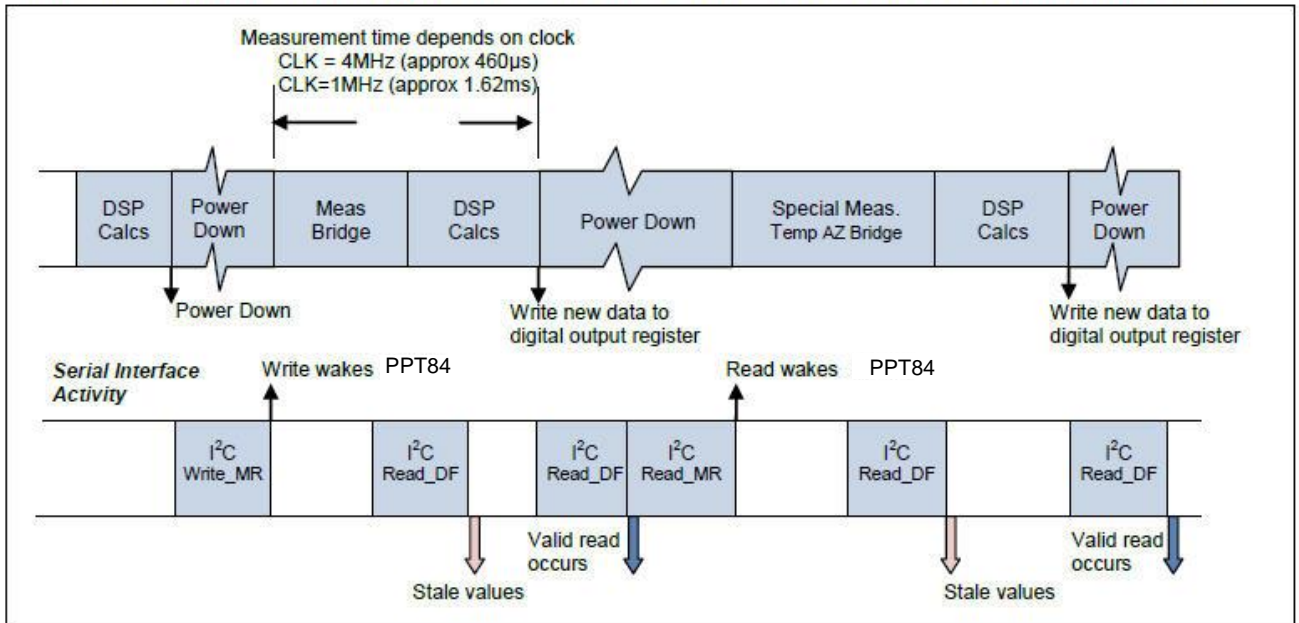 Measurement time depends on clock
CLK = 4MHz (approx 460µs)
CLK=1MHz (approx 1.62ms)
DSP
Calcs
Power
Down
Meas
Bridge
DSP
Calcs
Power Down
Special Meas.
Temp AZ Bridge
DSP
Calcs
Power
Down
Power Down
Write new data to
digital output register
Write new data to
digital output register
Serial Interface
Activity
Write wakes PPT84
Read wakes PPT84
I²C
Write_MR
I²C
Read_DF
I²C
Read_DF
I²C
Read_MR
I²C
Read_DF
I²C
Read_DF
Stale values
Valid read
occurs
Stale values
Valid read
occurs